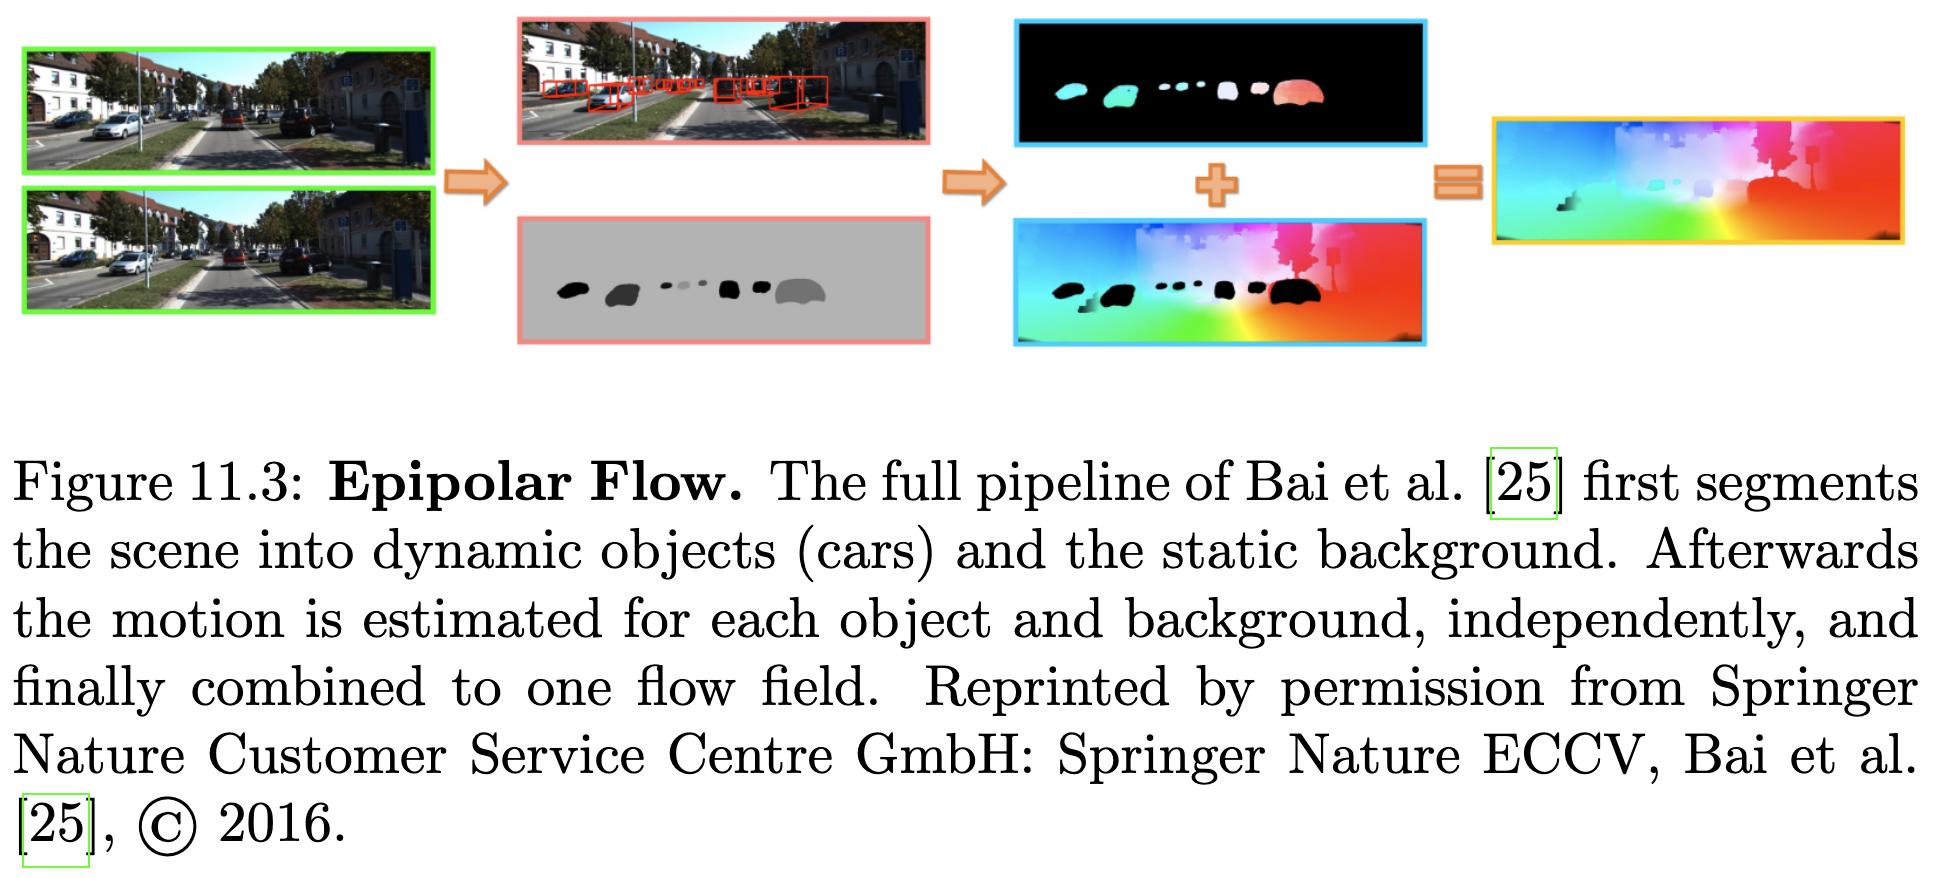 Figure 11.3: Epipolar Flow. The full pipeline of Bai et al. [25] first segments
the scene into dynamic objects (cars) and the static background. Afterwards
the motion is estimated for each object and background, independently, and
finally combined to one flow field. Reprinted by permission from Springer
Nature Customer Service Centre GmbH: Springer Nature ECCV, Bai et al.
[25], © 2016.